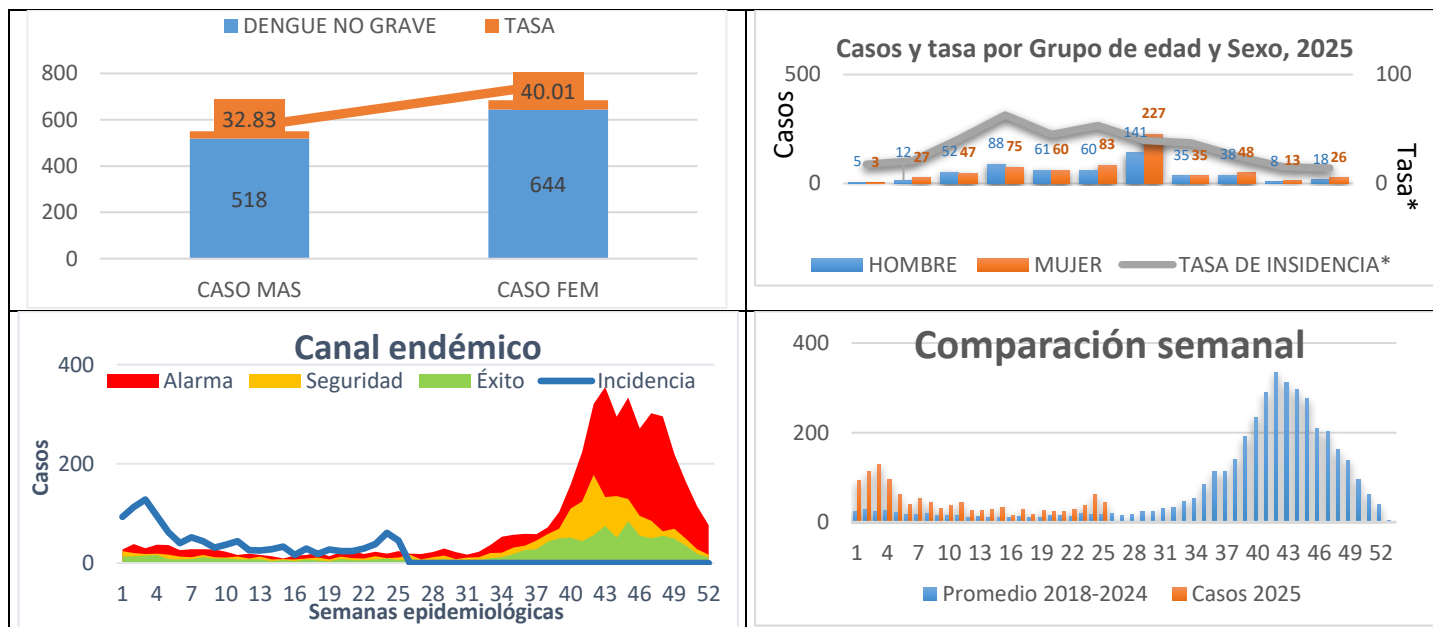 DENGUE NO GRAVE TASA
800
600
400
200
0
32.83
40.01
518
644
CASO MAS CASO FEM
Casos y tasa por Grupo de edad y Sexo, 2025
500
0
Casos
100
0
Tasa*
5 3 12 27 52 47 88 75 61 60 60 83 141 227 35 35 38 48 8 13 18 26
HOMBRE MUJER TASA DE INSIDENCIA*
Canal endémico
Alarma Seguridad Éxito Incidencia
400
200
0
Casos
1 4 7 10 13 16 19 22 25 28 31 34 37 40 43 46 49 52
Semanas epidemiológicas
Comparación semanal
400
200
0
1 4 7 10 13 16 19 22 25 28 31 34 37 40 43 46 49 52
Promedio 2018-2024 Casos 2025